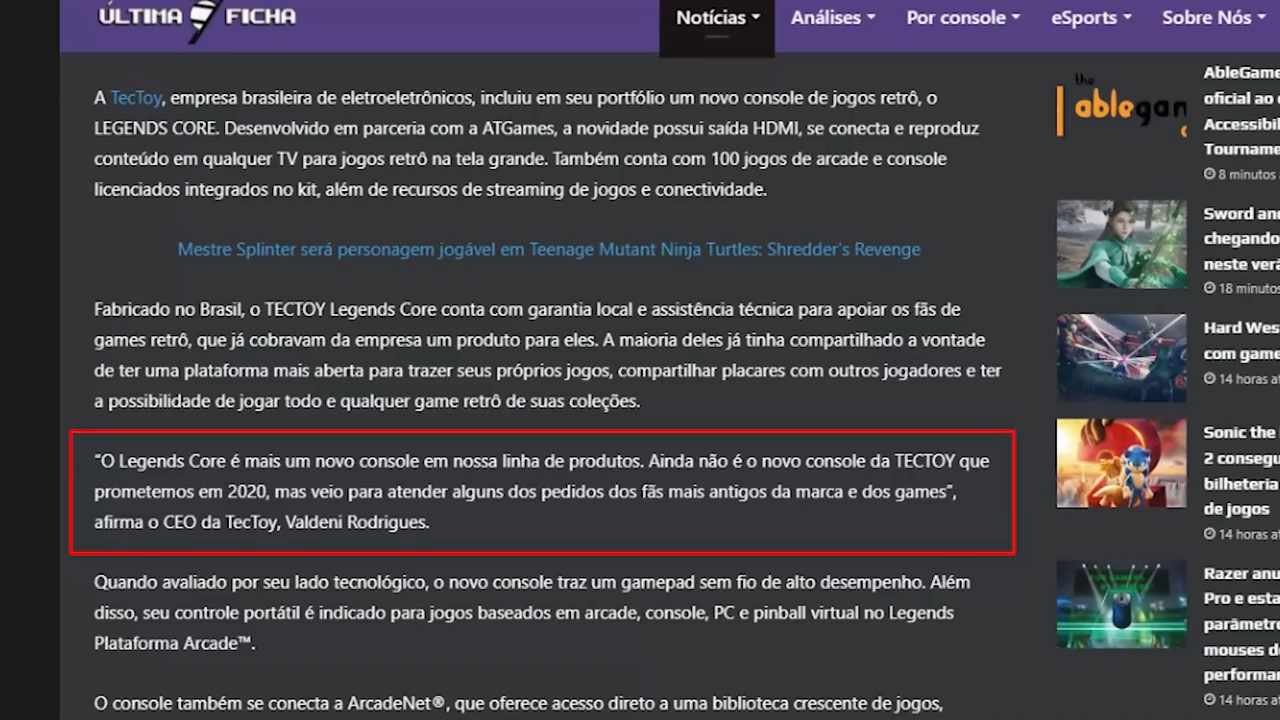 ÚLTIMA FICHA
Notícias
Análises
Por console
eSports
Sobre Nós
A TecToy, empresa brasileira de eletroeletrônicos, incluiu em seu portfólio um novo console de jogos retrô, o
LEGENDS CORE. Desenvolvido em parceria com a ATGames, a novidade possui saída HDMI, se conecta e reproduz
conteúdo em qualquer TV para jogos retrô na tela grande. Também conta com 100 jogos de arcade e console
licenciados integrados no kit, além de recursos de streaming de jogos e conectividade.
Mestre Splinter será personagem jogável em Teenage Mutant Ninja Turtles: Shredder's Revenge
Fabricado no Brasil, o TECTOY Legends Core conta com garantia local e assistência técnica para apoiar os fãs de
games retrô, que já cobravam da empresa um produto para eles. A maioria deles já tinha compartilhado a vontade
de ter uma plataforma mais aberta para trazer seus próprios jogos, compartilhar placares com outros jogadores e ter
a possibilidade de jogar todo e qualquer game retrô de suas coleções.
"O Legends Core é mais um novo console em nossa linha de produtos. Ainda não é o novo console da TECTOY que
prometemos em 2020, mas veio para atender alguns dos pedidos dos fãs mais antigos da marca e dos games",
afirma o CEO da TecToy, Valdeni Rodrigues.
Quando avaliado por seu lado tecnológico, o novo console traz um gamepad sem fio de alto desempenho. Além
disso, seu controle portátil é indicado para jogos baseados em arcade, console, PC e pinball virtual no Legends
Plataforma Arcade™.
O console também se conecta a ArcadeNet®, que oferece acesso direto a uma biblioteca crescente de jogos,
the
ablegam
AbleGame
oficial ao
Accessibil
Tourname
8 minutos
Sword and
chegando
neste verã
18 minutos
Hard Wes
com game
14 horas at
Sonic the
2 consegu
bilheteria
de jogos
14 horas at
Razer anu
Pro e esta
parâmetro
mouses de
performan
14 horas at